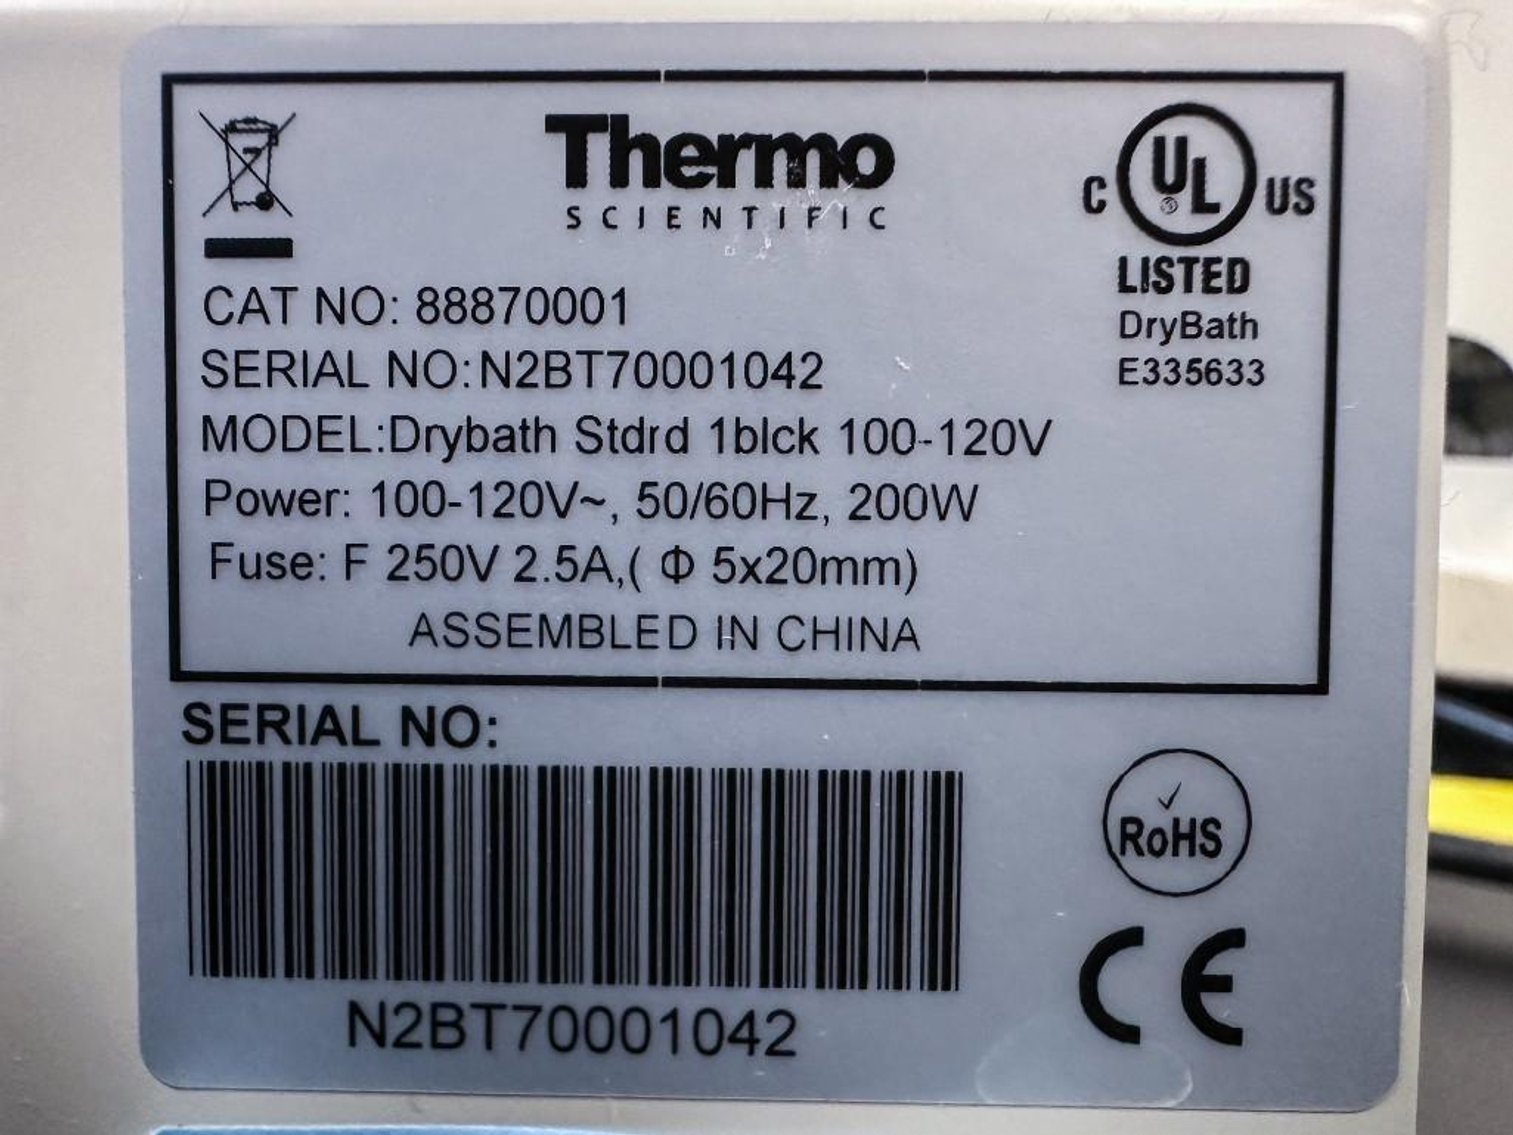 Thermo
SCIENTIFIC
C UL US
LISTED
DryBath
E335633
CAT NO: 88870001
SERIAL NO:N2BT70001042
MODEL:Drybath Stdrd 1blck 100-120V
Power: 100-120V~, 50/60Hz, 200W
Fuse: F 250V 2.5A,( Φ 5x20mm)
ASSEMBLED IN CHINA
SERIAL NO:
N2BT70001042
✓
RoHS
CE